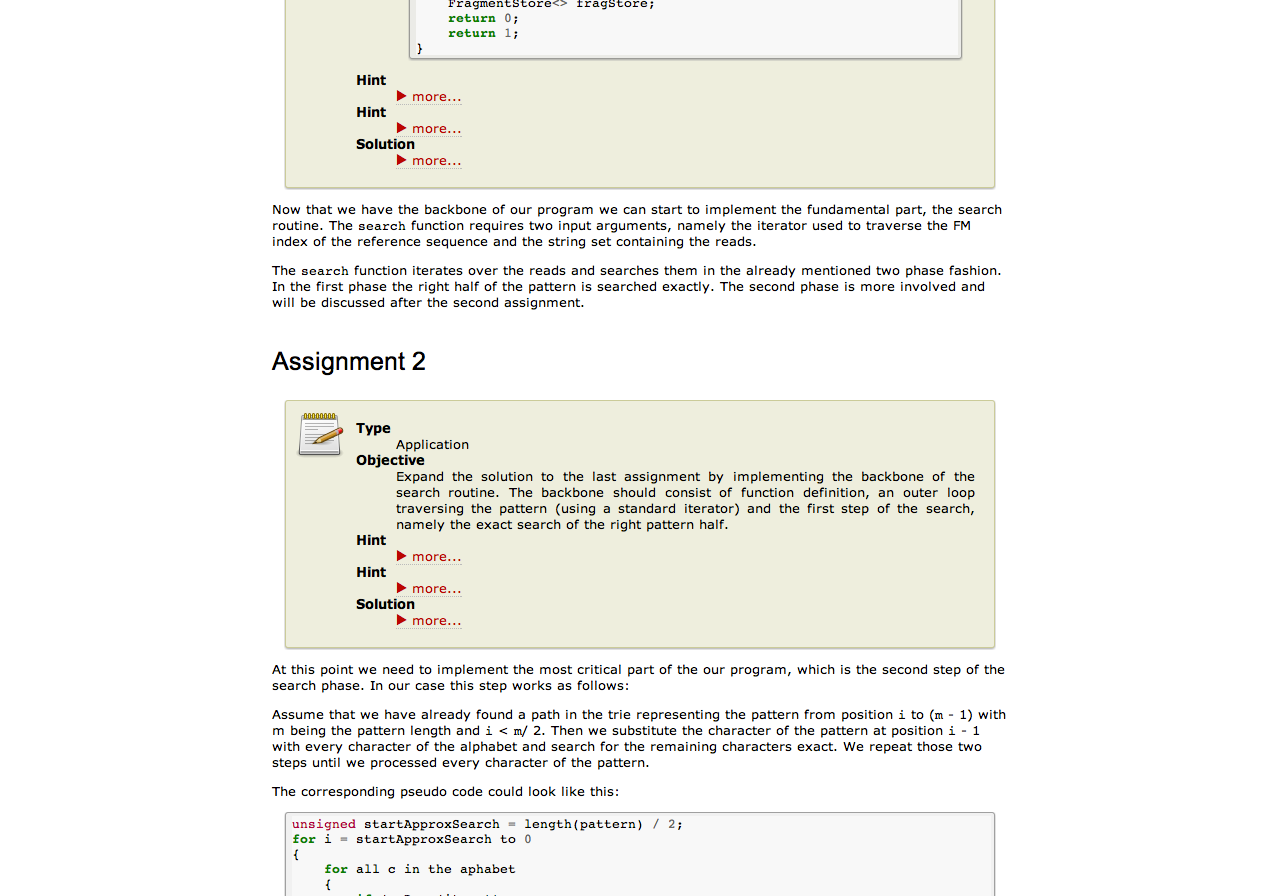 FragmentStore<> fragStore;
return 0;
return 1;
}
Hint
▶ more...
Hint
▶ more...
Solution
▶ more...
Now that we have the backbone of our program we can start to implement the fundamental part, the search
routine. The search function requires two input arguments, namely the iterator used to traverse the FM
index of the reference sequence and the string set containing the reads.
The search function iterates over the reads and searches them in the already mentioned two phase fashion.
In the first phase the right half of the pattern is searched exactly. The second phase is more involved and
will be discussed after the second assignment.
Assignment 2
Type
Application
Objective
Expand the solution to the last assignment by implementing the backbone of the
search routine. The backbone should consist of function definition, an outer loop
traversing the pattern (using a standard iterator) and the first step of the search,
namely the exact search of the right pattern half.
Hint
▶ more...
Hint
▶ more...
Solution
▶ more...
At this point we need to implement the most critical part of the our program, which is the second step of the
search phase. In our case this step works as follows:
Assume that we have already found a path in the trie representing the pattern from position i to (m - 1) with
m being the pattern length and i < m/ 2. Then we substitute the character of the pattern at position i - 1
with every character of the alphabet and search for the remaining characters exact. We repeat those two
steps until we processed every character of the pattern.
The corresponding pseudo code could look like this:
unsigned startApproxSearch = length(pattern) / 2;
for i = startApproxSearch to 0
{
for all c in the aphabet
{